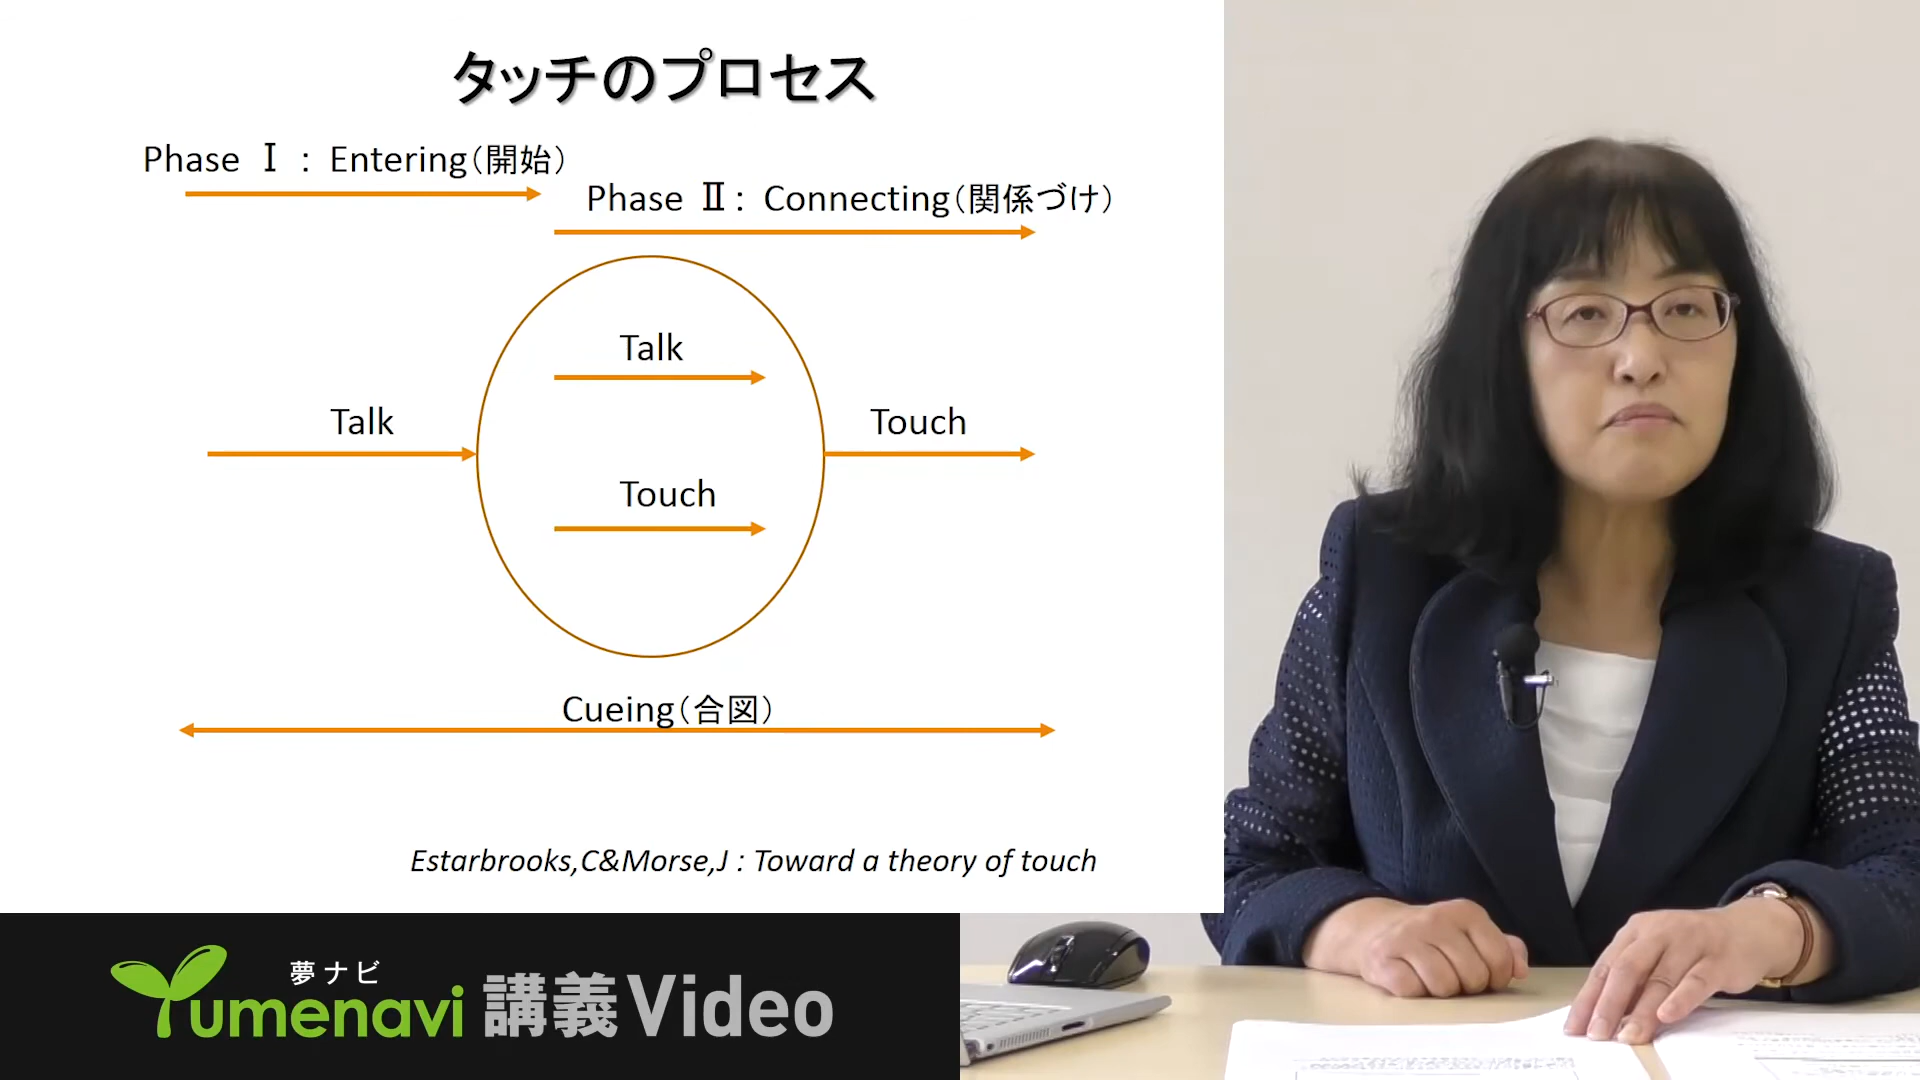 タッチのプロセス
Phase Ⅰ : Entering(開始)
Phase Ⅱ: Connecting(関係づけ)
Talk
Talk
Touch
Touch
Cueing(合図)
Estarbrooks,C&Morse,J : Toward a theory of touch
夢ナビ
Yumenavi 講義Video